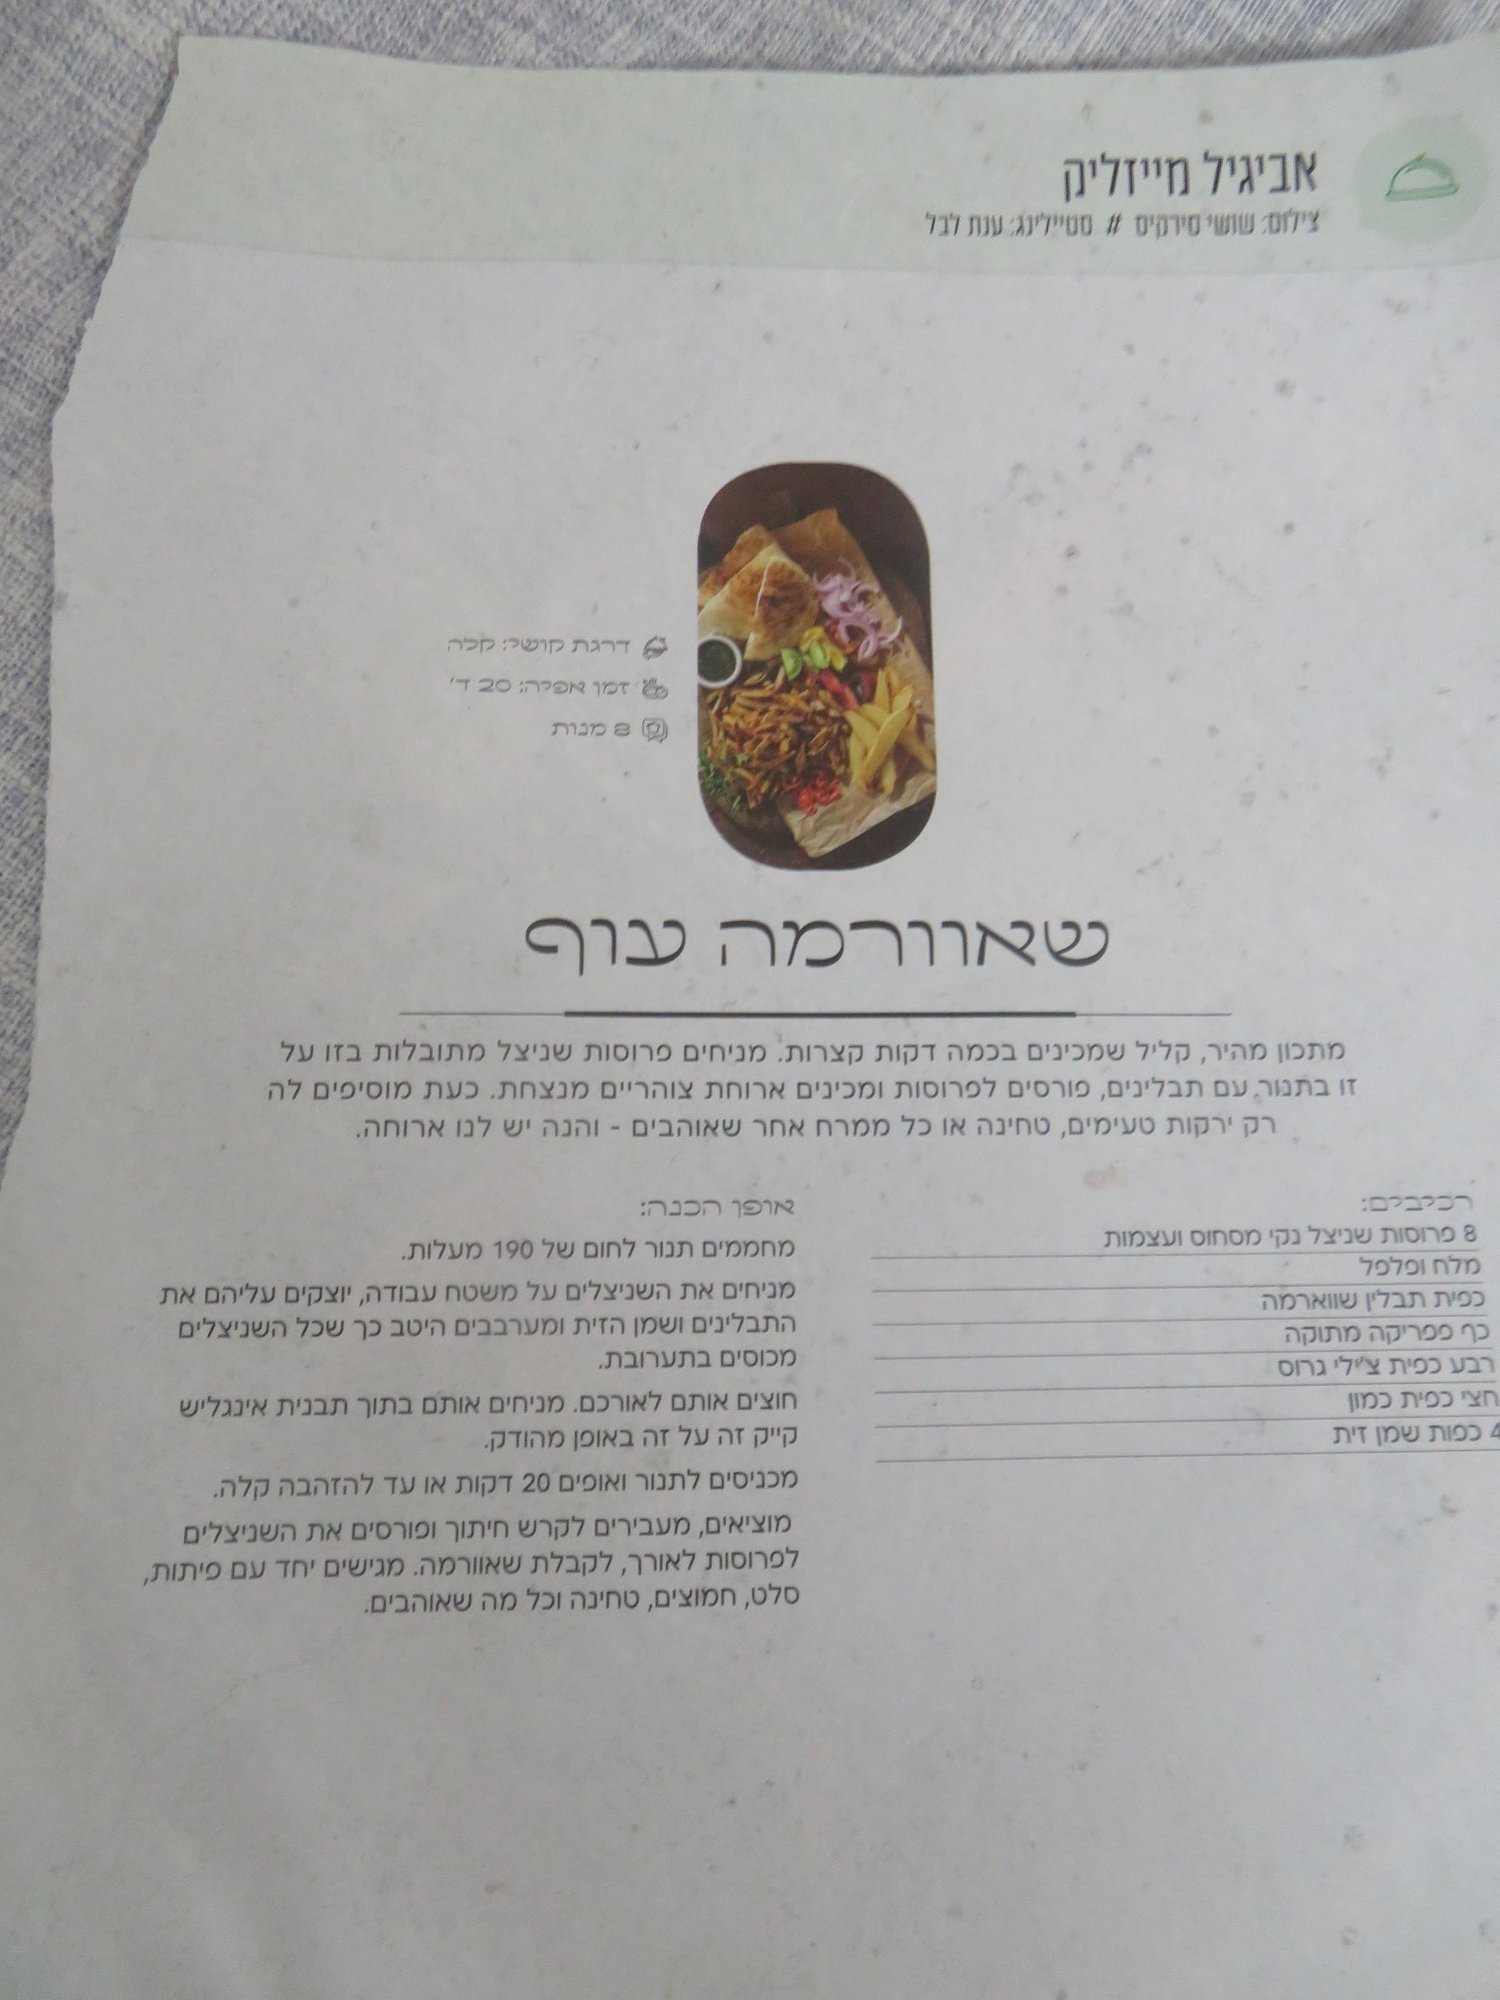 אביגיל מייזליק
צילום: שושי סירקיס # סטיילינג: ענת לבל
דרגת קושי: קלה
זמן אפיה: 20 ד'
8 מנות
שאוורמה עוף
מתכון מהיר, קליל שמכינים בכמה דקות קצרות. מניחים פרוסות שניצל מתובלות בזו על
זו בתנור עם תבלינים, פורסים לפרוסות ומכינים ארוחת צוהריים מנצחת. כעת מוסיפים לה
רק ירקות טעימים, טחינה או כל ממרח אחר שאוהבים - והנה יש לנו ארוחה.
רכיבים:
8 פרוסות שניצל נקי מסחוס ועצמות
מלח ופלפל
כפית תבלין שווארמה
כף פפריקה מתוקה
רבע כפית צ'ילי גרוס
חצי כפית כמון
4 כפות שמן זית
אופן הכנה:
מחממים תנור לחום של 190 מעלות.
מניחים את השניצלים על משטח עבודה, יוצקים עליהם את
התבלינים ושמן הזית ומערבבים היטב כך שכל השניצלים
מכוסים בתערובת.
חוצים אותם לאורכם. מניחים אותם בתוך תבנית אינגליש
קייק זה על זה באופן מהודק.
מכניסים לתנור ואופים 20 דקות או עד להזהבה קלה.
מוציאים, מעבירים לקרש חיתוך ופורסים את השניצלים
לפרוסות לאורך, לקבלת שאוורמה. מגישים יחד עם פיתות,
סלט, חמוצים, טחינה וכל מה שאוהבים.